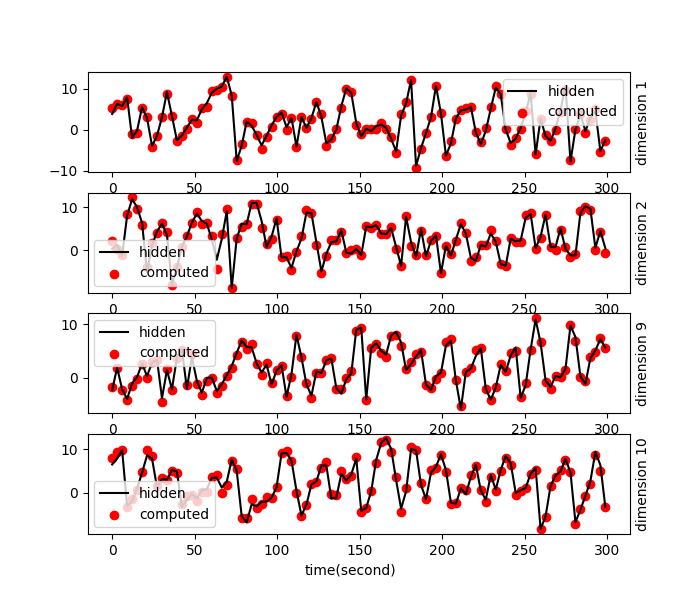 10
0
−10
hidden
computed
dimension 1
0
50
100
150
200
250
300
10
0
hidden
computed
dimension 2
0
50
100
150
200
250
300
10
0
hidden
computed
dimension 9
0
50
100
150
200
250
300
10
0
hidden
computed
dimension 10
0
50
100
150
200
250
300
time(second)